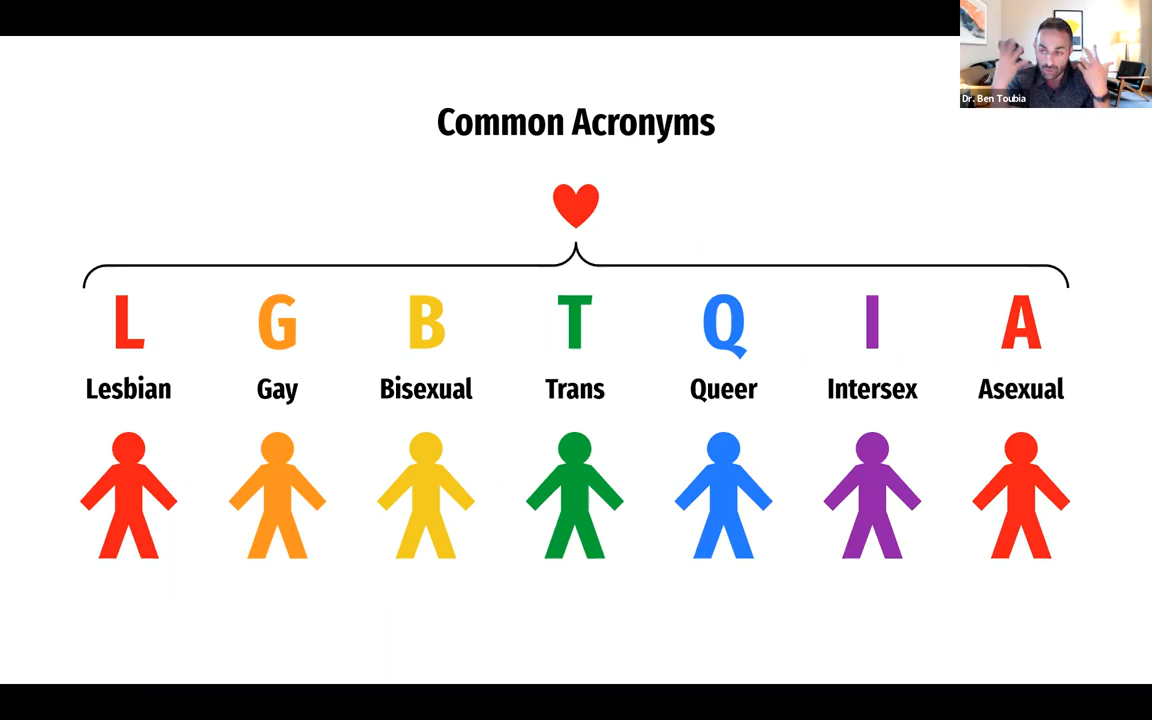 Dr. Ben Toubia
Common Acronyms
L G B T Q I A
Lesbian Gay Bisexual Trans Queer Intersex Asexual